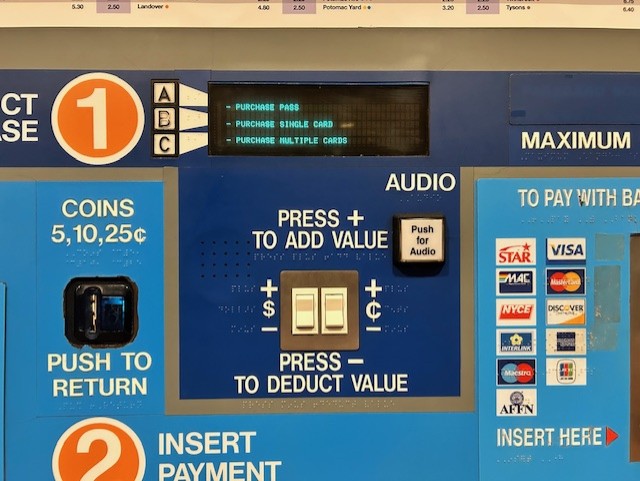 5.30 2.50 Landover
4.80 2.50 Potomac Yard
3.20 2.50 Tysons
6.40
CT
ASE
1
A
B
C
- PURCHASE PASS
- PURCHASE SINGLE CARD
- PURCHASE MULTIPLE CARDS
MAXIMUM
AUDIO
COINS
5,10,25¢
PRESS +
TO ADD VALUE
Push
for
Audio
+ +
$ ¢
– –
PRESS –
TO DEDUCT VALUE
PUSH TO
RETURN
2
INSERT
PAYMENT
TO PAY WITH BA
STAR VISA
MAC MasterCard
NYCE DISCOVER
INTERLINK
Maestro JCB
AFFN
INSERT HERE